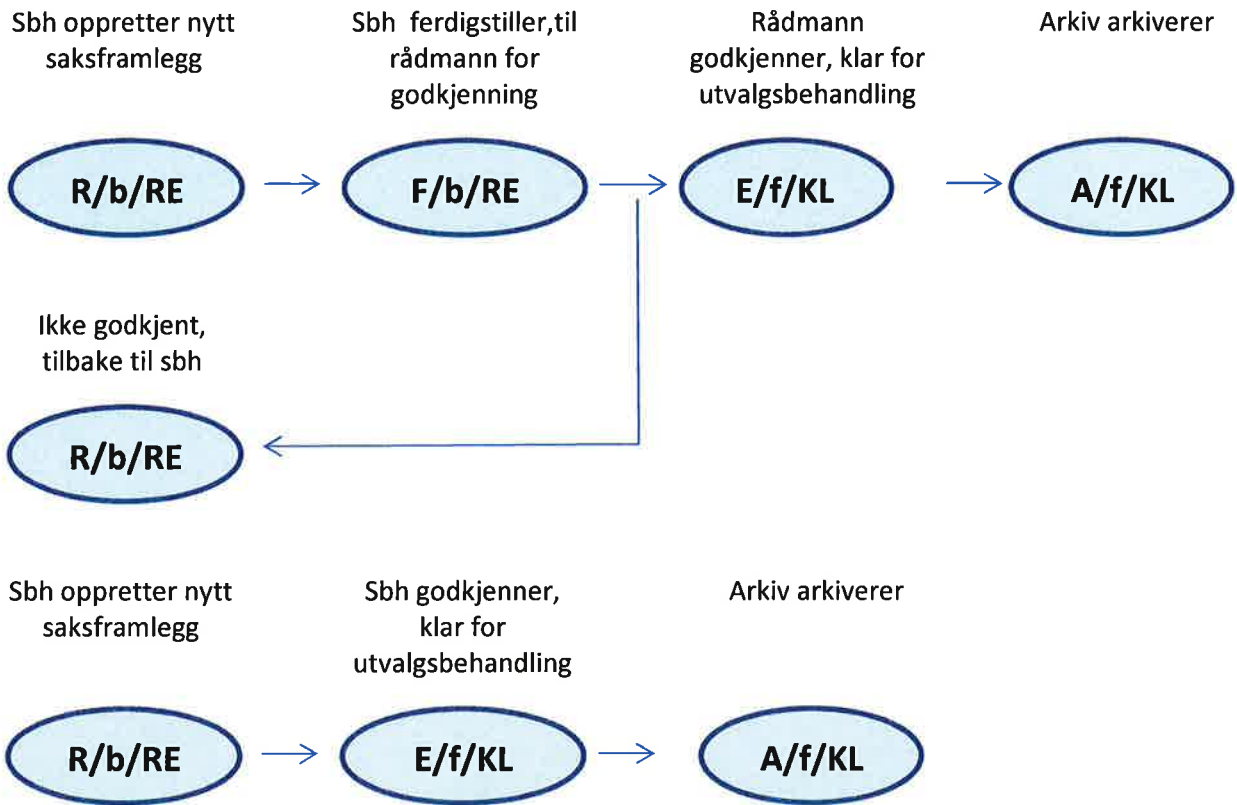 Sbh oppretter nytt
saksframlegg
Sbh ferdigstiller,til
rådmann for
godkjenning
Rådmann
godkjenner, klar for
utvalgsbehandling
Arkiv arkiverer
R/b/RE
F/b/RE
E/f/KL
A/f/KL
Ikke godkjent,
tilbake til sbh
R/b/RE
Sbh oppretter nytt
saksframlegg
Sbh godkjenner,
klar for
utvalgsbehandling
Arkiv arkiverer
R/b/RE
E/f/KL
A/f/KL